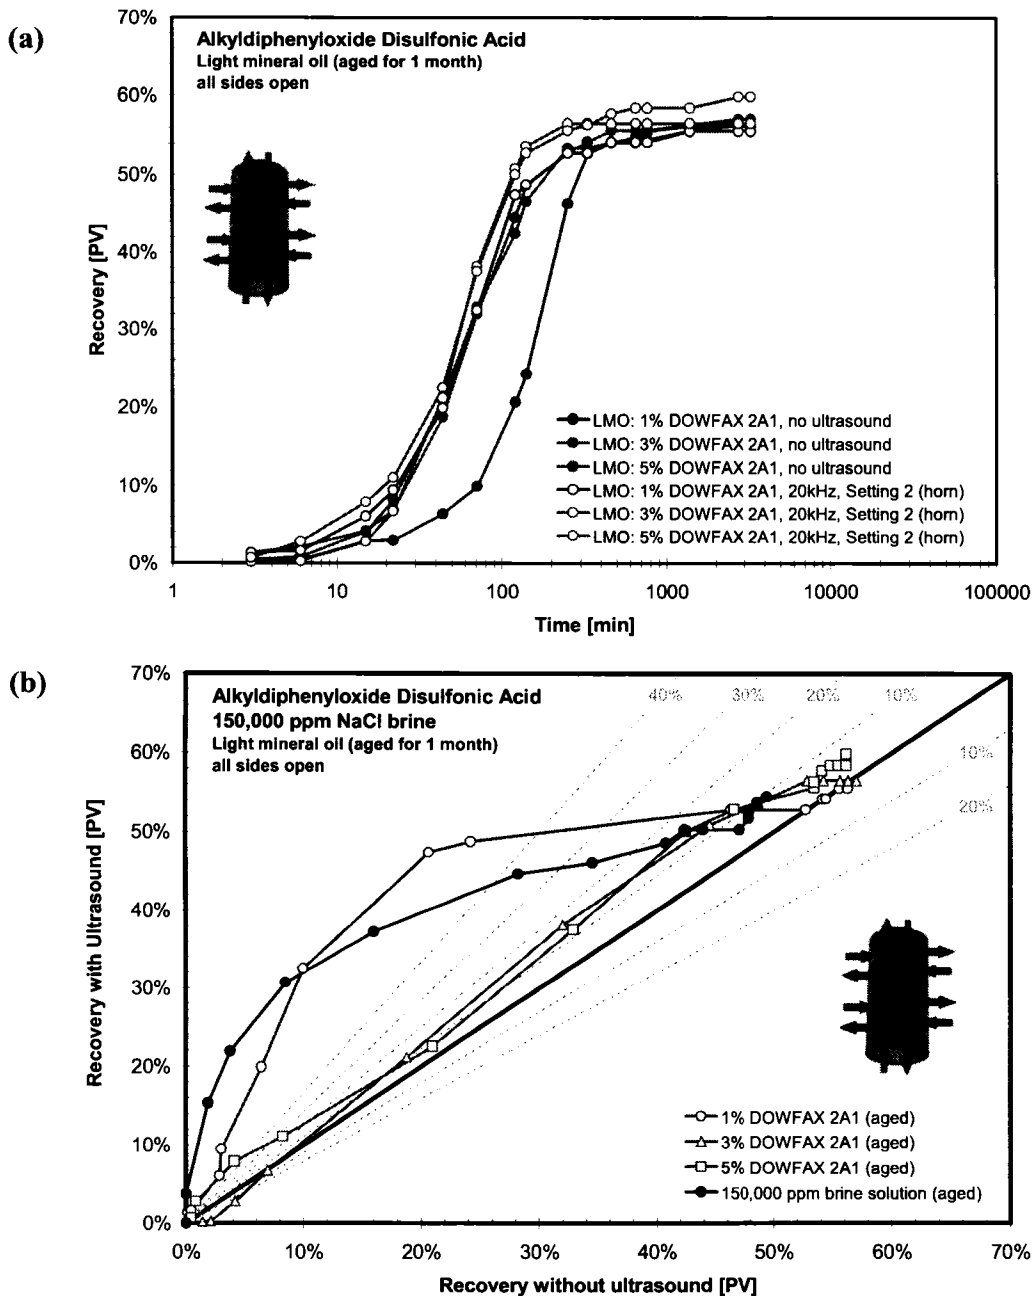 (a)
70%
60%
50%
40%
30%
20%
10%
0%
Recovery [PV]
Alkyldiphenyloxide Disulfonic Acid
Light mineral oil (aged for 1 month)
all sides open
LMO: 1% DOWFAX 2A1, no ultrasound
LMO: 3% DOWFAX 2A1, no ultrasound
LMO: 5% DOWFAX 2A1, no ultrasound
LMO: 1% DOWFAX 2A1, 20kHz, Setting 2 (horn)
LMO: 3% DOWFAX 2A1, 20kHz, Setting 2 (horn)
LMO: 5% DOWFAX 2A1, 20kHz, Setting 2 (horn)
1 10 100 1000 10000 100000
Time [min]
(b)
70%
60%
50%
40%
30%
20%
10%
0%
Recovery with Ultrasound [PV]
Alkyldiphenyloxide Disulfonic Acid
150,000 ppm NaCl brine
Light mineral oil (aged for 1 month)
all sides open
40% 30% 20% 10%
10%
20%
1% DOWFAX 2A1 (aged)
3% DOWFAX 2A1 (aged)
5% DOWFAX 2A1 (aged)
150,000 ppm brine solution (aged)
0% 10% 20% 30% 40% 50% 60% 70%
Recovery without ultrasound [PV]